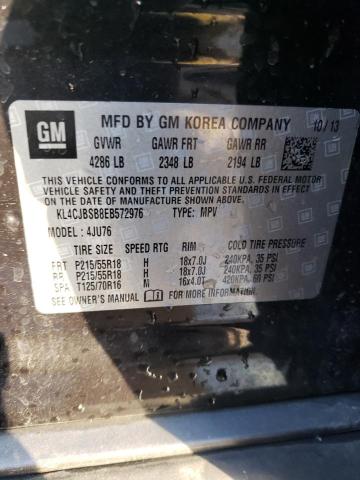 GM
MFD BY GM KOREA COMPANY 10/13
GVWR GAWR FRT GAWR RR
4286 LB 2348 LB 2194 LB
THIS VEHICLE CONFORMS TO ALL APPLICABLE U.S. FEDERAL MOTOR
VEHICLE SAFETY, BUMPER, AND THEFT PREVENTION STANDARDS IN
EFFECT ON THE DATE OF MANUFACTURE SHOWN ABOVE.
KL4CJBSB8EB572976 TYPE: MPV
MODEL : 4JU76
TIRE SIZE SPEED RTG RIM COLD TIRE PRESSURE
FRT P215/55R18 H 18x7.0J 240KPA, 35 PSI
RR P215/55R18 H 18x7.0J 240KPA, 35 PSI
SPA T125/70R16 M 16x4.0T 420KPA, 60 PSI
SEE OWNER'S MANUAL FOR MORE INFORMATION.